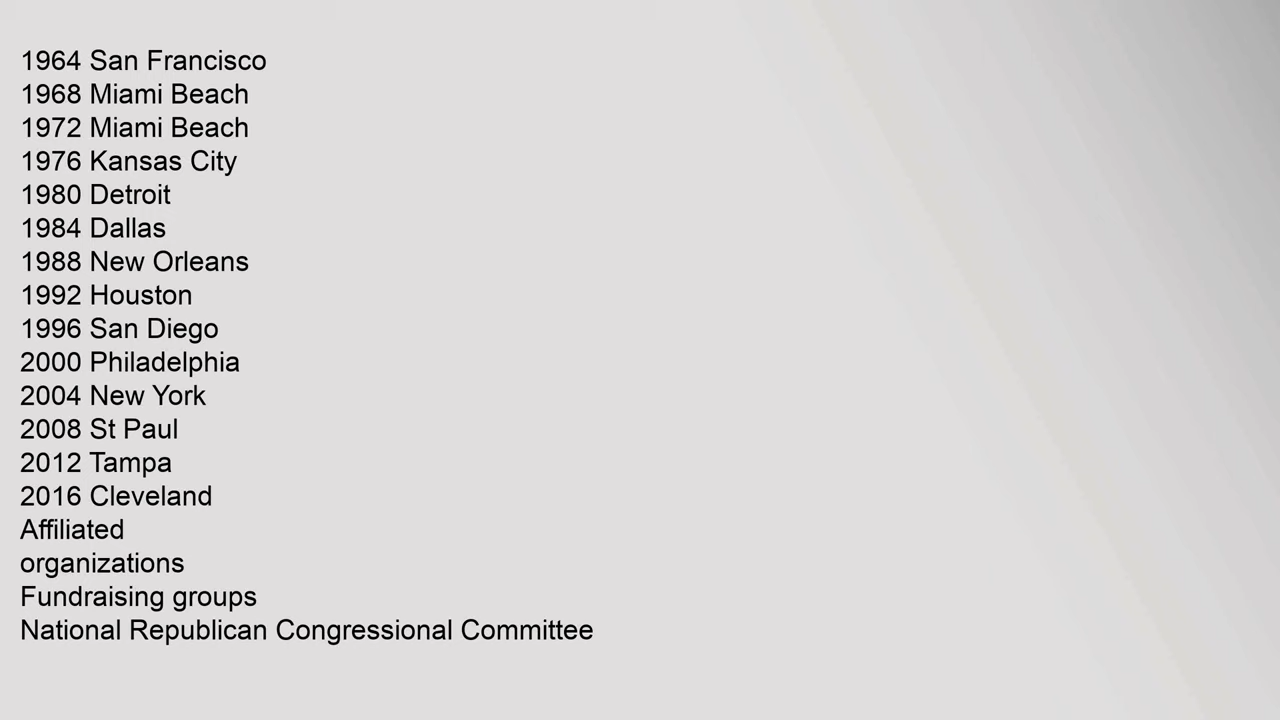 1964 San Francisco
1968 Miami Beach
1972 Miami Beach
1976 Kansas City
1980 Detroit
1984 Dallas
1988 New Orleans
1992 Houston
1996 San Diego
2000 Philadelphia
2004 New York
2008 St Paul
2012 Tampa
2016 Cleveland
Affiliated
organizations
Fundraising groups
National Republican Congressional Committee